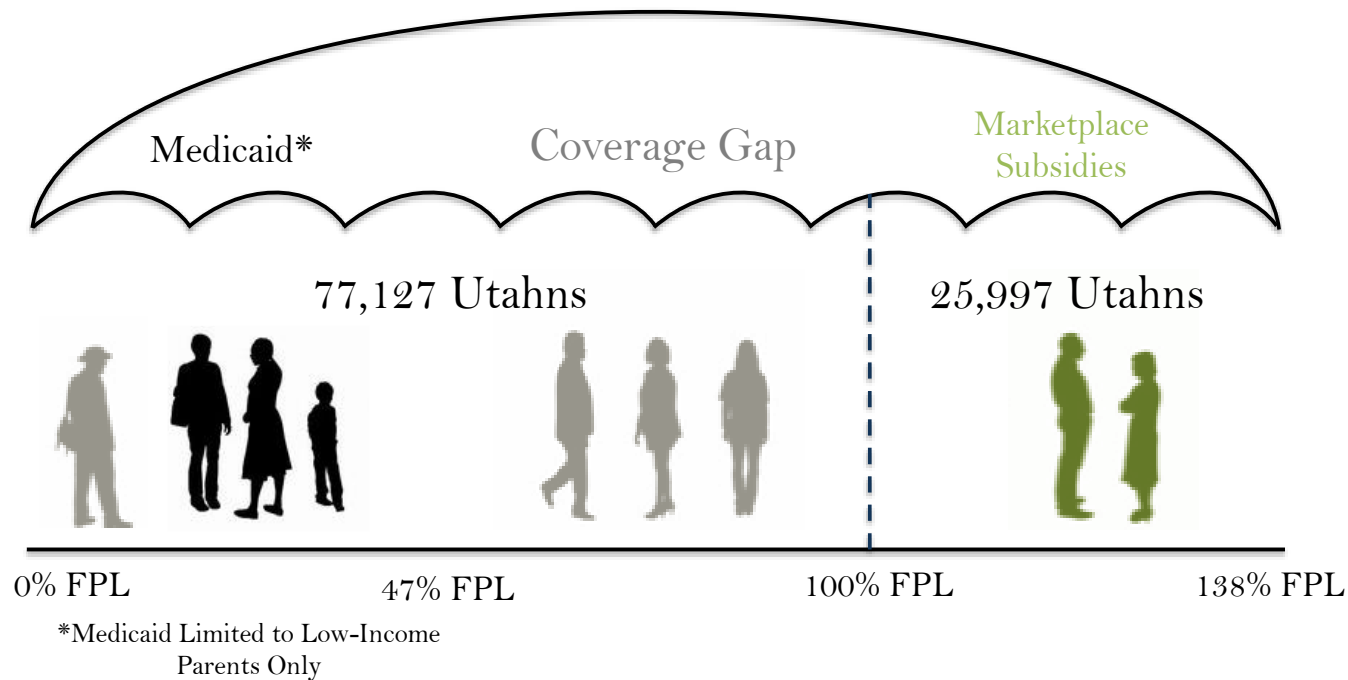 Medicaid*
Coverage Gap
Marketplace
Subsidies
77,127 Utahns
25,997 Utahns
0% FPL
47% FPL
100% FPL
138% FPL
*Medicaid Limited to Low-Income
Parents Only